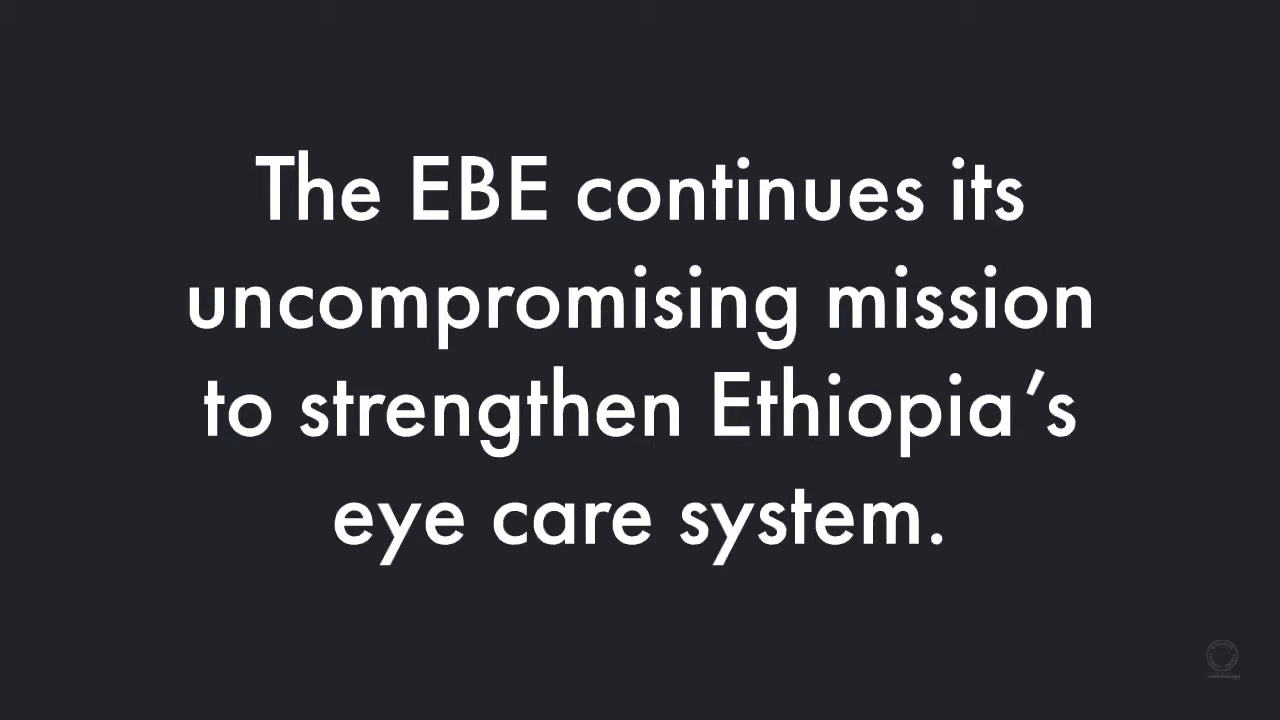 The EBE continues its
uncompromising mission
to strengthen Ethiopia’s
eye care system.